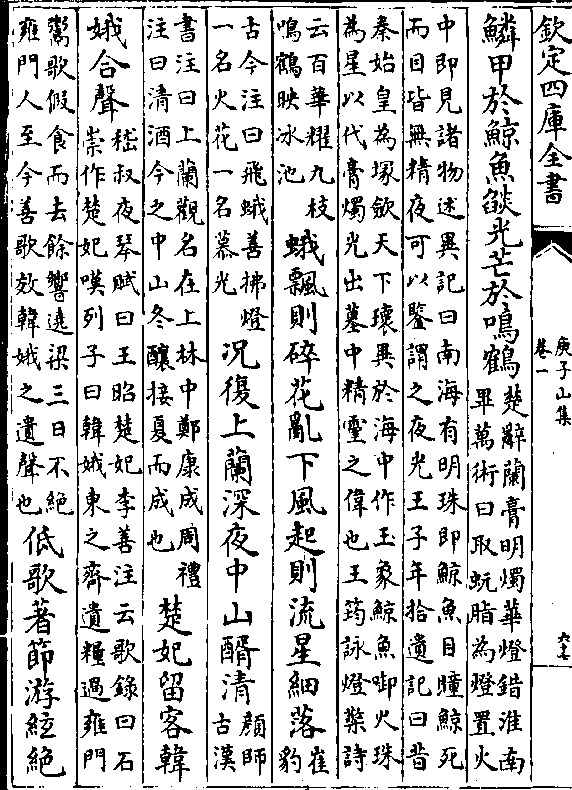 欽定四庫全書
庚子山集
卷一
鱗甲於鯨魚燄光芒於鳴鶴
楚辭蘭膏明燭華燈錯淮南
畢萬術曰取蚖脂為燈置火
中即見諸物述異記曰南海有明珠即鯨魚目瞳鯨死
而目皆無精夜可以鑒謂之夜光王子年拾遺記曰昔
秦始皇為塚斂天下瓌異於海中作玉象鯨魚啣火珠
為星以代膏燭光出墓中精靈之偉也王筠詠燈檠詩
云百華耀九枝
鳴鶴映冰池
蛾飄則碎花亂下風起則流星細落
崔
豹
古今注曰飛蛾善拂燈
一名火花一名慕光
況復上蘭深夜中山醑清
顏師
古漢
書注曰上蘭觀名在上林中鄭康成周禮
注曰清酒今之中山冬釀接夏而成也
楚妃留客韓
娥合聲
嵇叔夜琴賦曰王昭楚妃李善注云歌錄曰石
崇作楚妃嘆列子曰韓娥東之齊遺糧過雍門
鬻歌假食而去餘響遶梁三日不絕
雍門人至今善歌效韓娥之遺聲也
低歌著節游絃絕